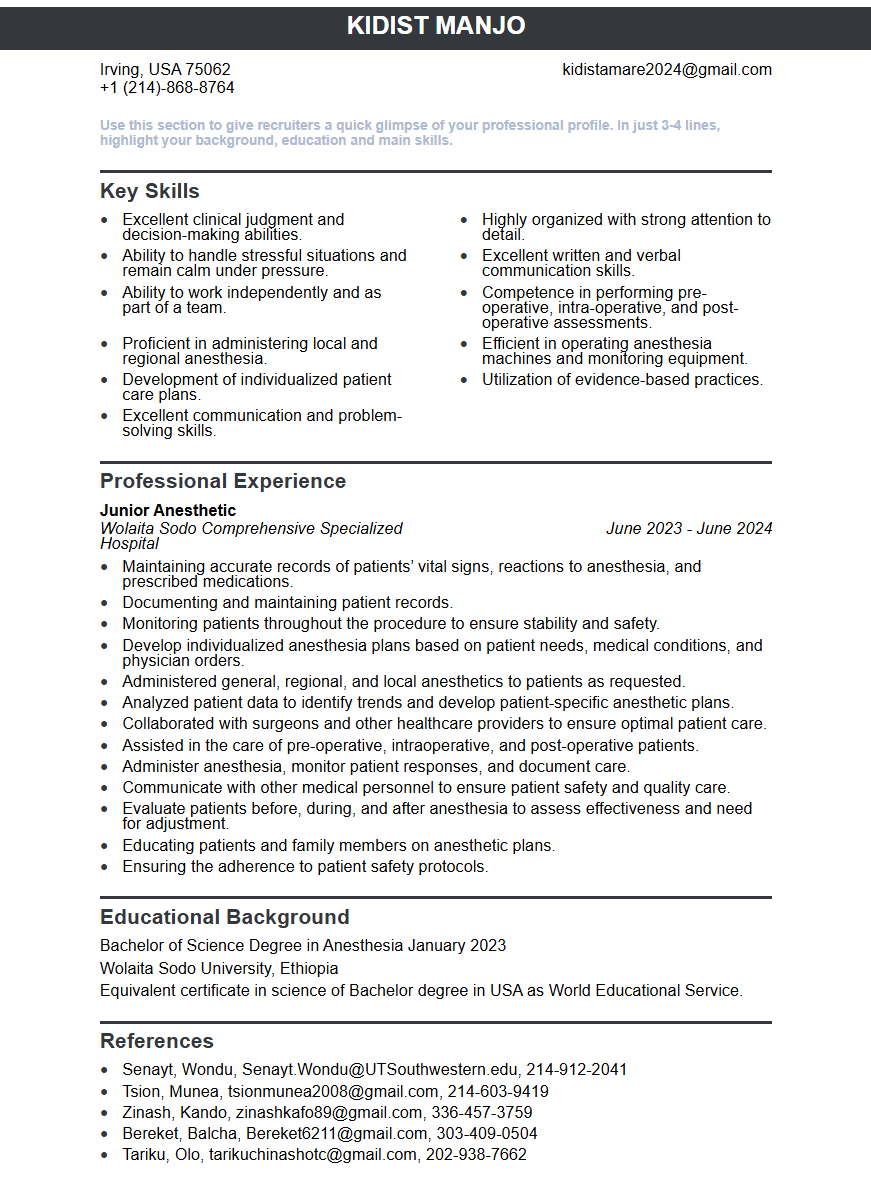 KIDIST MANJO
Irving, USA 75062
kidistamare2024@gmail.com
+1 (214)-868-8764
Use this section to give recruiters a quick glimpse of your professional profile. In just 3-4 lines,
highlight your background, education and main skills.
Key Skills
• Excellent clinical judgment and
decision-making abilities.
• Highly organized with strong attention to
detail.
• Ability to handle stressful situations and
remain calm under pressure.
• Excellent written and verbal
communication skills.
• Ability to work independently and as
part of a team.
• Competence in performing pre-
operative, intra-operative, and post-
operative assessments.
• Proficient in administering local and
regional anesthesia.
• Efficient in operating anesthesia
machines and monitoring equipment.
• Development of individualized patient
care plans.
• Utilization of evidence-based practices.
• Excellent communication and problem-
solving skills.
Professional Experience
Junior Anesthetic
Wolaita Sodo Comprehensive Specialized
Hospital
June 2023 - June 2024
• Maintaining accurate records of patients’ vital signs, reactions to anesthesia, and
prescribed medications.
• Documenting and maintaining patient records.
• Monitoring patients throughout the procedure to ensure stability and safety.
• Develop individualized anesthesia plans based on patient needs, medical conditions, and
physician orders.
• Administered general, regional, and local anesthetics to patients as requested.
• Analyzed patient data to identify trends and develop patient-specific anesthetic plans.
• Collaborated with surgeons and other healthcare providers to ensure optimal patient care.
• Assisted in the care of pre-operative, intraoperative, and post-operative patients.
• Administer anesthesia, monitor patient responses, and document care.
• Communicate with other medical personnel to ensure patient safety and quality care.
• Evaluate patients before, during, and after anesthesia to assess effectiveness and need
for adjustment.
• Educating patients and family members on anesthetic plans.
• Ensuring the adherence to patient safety protocols.
Educational Background
Bachelor of Science Degree in Anesthesia January 2023
Wolaita Sodo University, Ethiopia
Equivalent certificate in science of Bachelor degree in USA as World Educational Service.
References
• Senayt, Wondu, Senayt.Wondu@UTSouthwestern.edu, 214-912-2041
• Tsion, Munea, tsionmunea2008@gmail.com, 214-603-9419
• Zinash, Kando, zinashkafo89@gmail.com, 336-457-3759
• Bereket, Balcha, Bereket6211@gmail.com, 303-409-0504
• Tariku, Olo, tarikuchinashotc@gmail.com, 202-938-7662